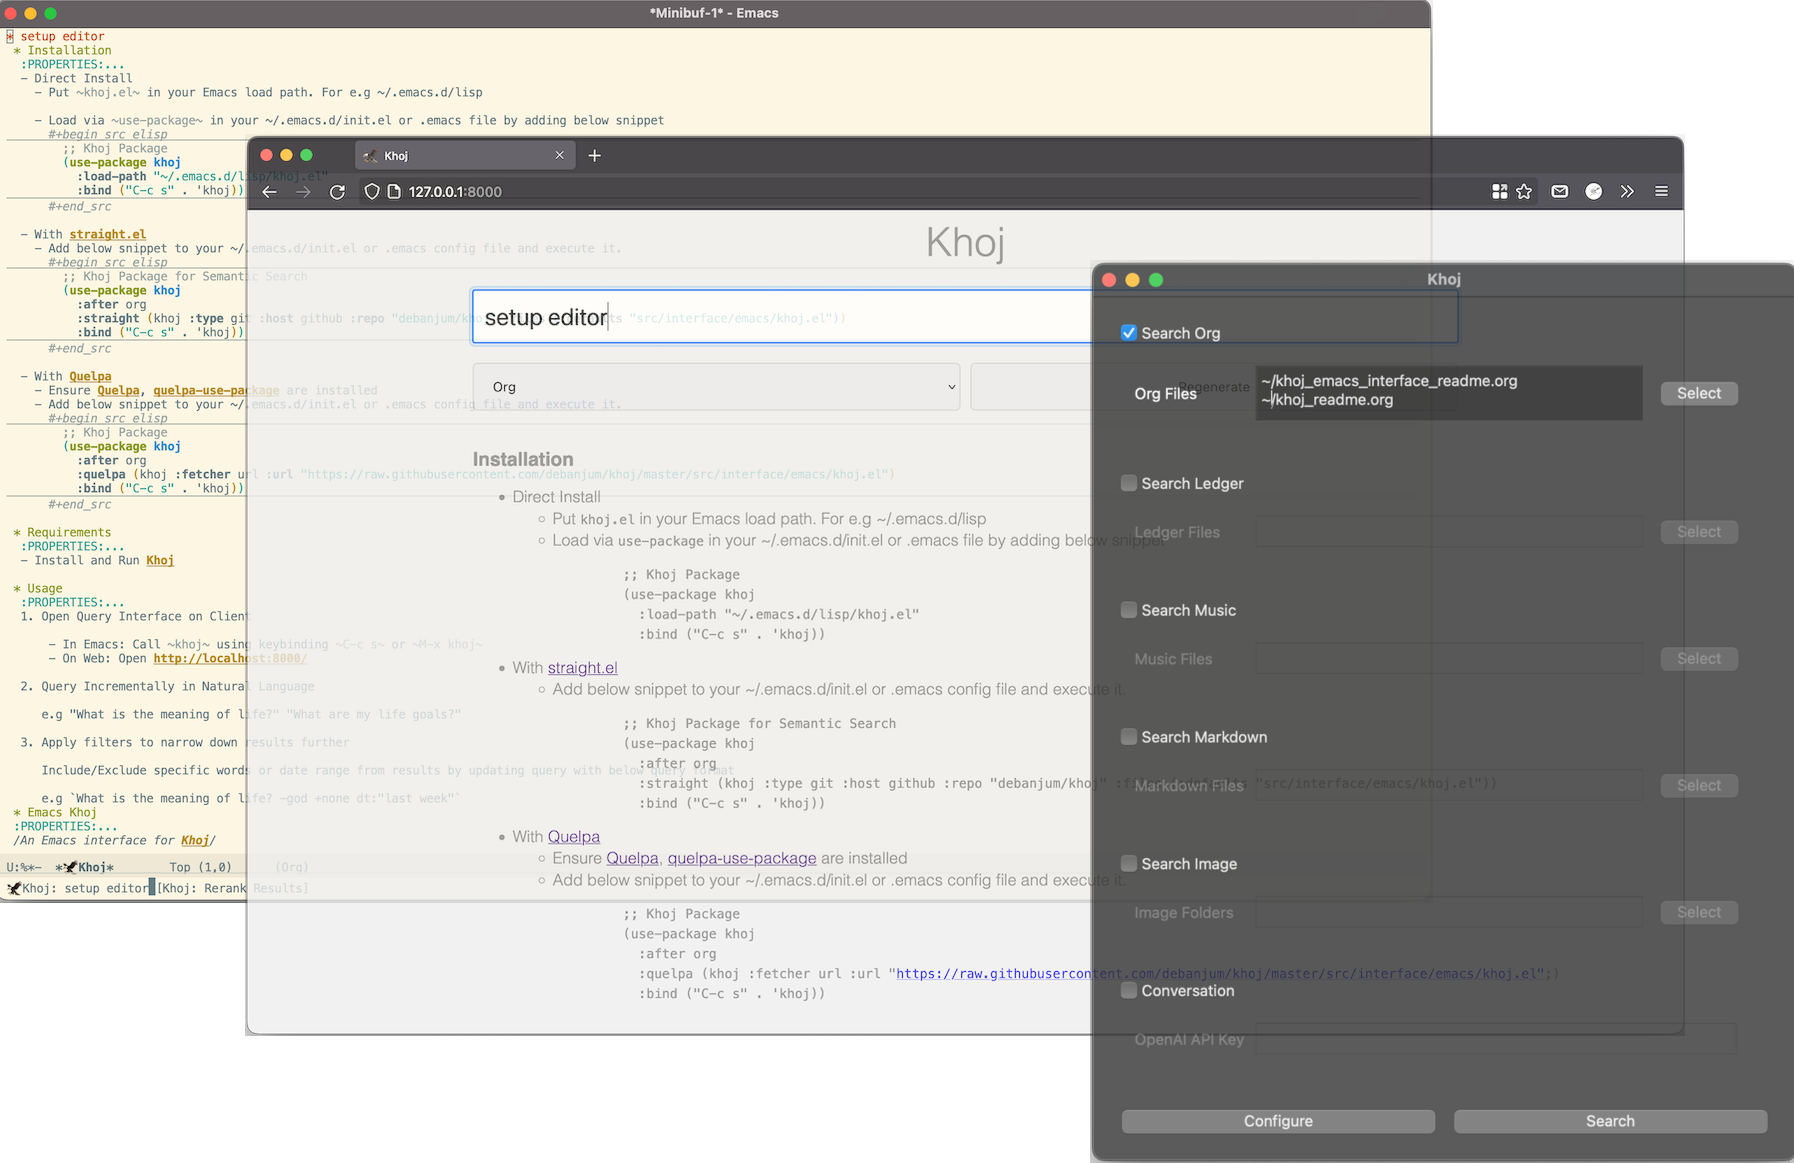 *Minibuf-1* - Emacs
* setup editor
* Installation
:PROPERTIES:...
- Direct Install
- Put ~khoj.el~ in your Emacs load path. For e.g ~/.emacs.d/lisp
- Load via ~use-package~ in your ~/.emacs.d/init.el or .emacs file by adding below snippet
#+begin_src elisp
;; Khoj Package
(use-package khoj
:load-path "~/.emacs.d/lisp/khoj.el"
:bind ("C-c s" . 'khoj))
#+end_src
- With straight.el
- Add below snippet to your ~/.emacs.d/init.el or .emacs config file and execute it.
#+begin_src elisp
;; Khoj Package for Semantic Search
(use-package khoj
:after org
:straight (khoj :type git :host github :repo "debanjum/khoj" "src/interface/emacs/khoj.el"))
:bind ("C-c s" . 'khoj))
#+end_src
- With Quelpa
- Ensure Quelpa, quelpa-use-package are installed
- Add below snippet to your ~/.emacs.d/init.el or .emacs config file and execute it.
#+begin_src elisp
;; Khoj Package
(use-package khoj
:after org
:quelpa (khoj :fetcher url :url "https://raw.githubusercontent.com/debanjum/khoj/master/src/interface/emacs/khoj.el")
:bind ("C-c s" . 'khoj))
#+end_src
* Requirements
:PROPERTIES:...
- Install and Run Khoj
* Usage
:PROPERTIES:...
1. Open Query Interface on Client
- In Emacs: Call ~khoj~ using keybinding ~C-c s~ or ~M-x khoj~
- On Web: Open http://localhost:8000/
2. Query Incrementally in Natural Language
e.g "What is the meaning of life?" "What are my life goals?"
3. Apply filters to narrow down results further
Include/Exclude specific words or date range from results by updating query with below query format
e.g `What is the meaning of life? -god +none dt:"last week"`
* Emacs Khoj
:PROPERTIES:...
/An Emacs interface for Khoj/
U:%*- *Khoj* Top (1,0) (Org)
Khoj: setup editor [Khoj: Rerank Results]
Khoj
127.0.0.1:8000
Khoj
setup editor
Org
Regenerate
Installation
• Direct Install
◦ Put khoj.el in your Emacs load path. For e.g ~/.emacs.d/lisp
◦ Load via use-package in your ~/.emacs.d/init.el or .emacs file by adding below snippet
;; Khoj Package
(use-package khoj
:load-path "~/.emacs.d/lisp/khoj.el"
:bind ("C-c s" . 'khoj))
• With straight.el
◦ Add below snippet to your ~/.emacs.d/init.el or .emacs config file and execute it.
;; Khoj Package for Semantic Search
(use-package khoj
:after org
:straight (khoj :type git :host github :repo "debanjum/khoj" "src/interface/emacs/khoj.el"))
:bind ("C-c s" . 'khoj))
• With Quelpa
◦ Ensure Quelpa, quelpa-use-package are installed
◦ Add below snippet to your ~/.emacs.d/init.el or .emacs config file and execute it.
;; Khoj Package
(use-package khoj
:after org
:quelpa (khoj :fetcher url :url "https://raw.githubusercontent.com/debanjum/khoj/master/src/interface/emacs/khoj.el";)
:bind ("C-c s" . 'khoj))
Khoj
Search Org
Org Files
~/khoj_emacs_interface_readme.org
~/khoj_readme.org
Select
Search Ledger
Ledger Files
Select
Search Music
Music Files
Select
Search Markdown
Markdown Files
Select
Search Image
Image Folders
Select
Conversation
OpenAI API Key
Configure
Search